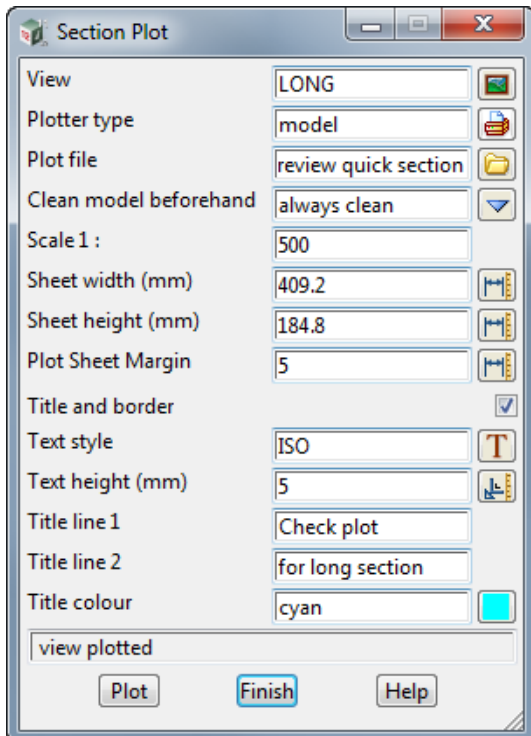 Section Plot
View LONG
Plotter type model
Plot file review quick section
Clean model beforehand always clean
Scale 1 : 500
Sheet width (mm) 409.2
Sheet height (mm) 184.8
Plot Sheet Margin 5
Title and border
Text style ISO T
Text height (mm) 5
Title line 1 Check plot
Title line 2 for long section
Title colour cyan
view plotted
Plot Finish Help